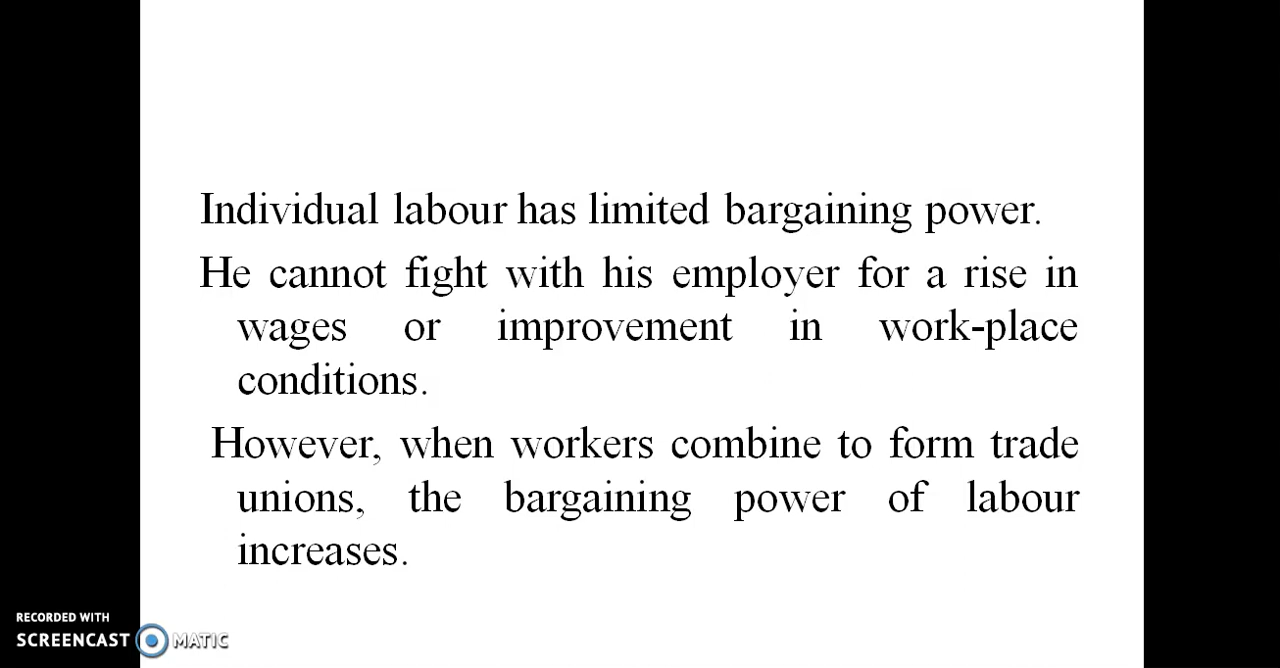 Individual labour has limited bargaining power.
He cannot fight with his employer for a rise in
wages or improvement in work-place
conditions.
However, when workers combine to form trade
unions, the bargaining power of labour
increases.
RECORDED WITH
SCREENCAST MATIC